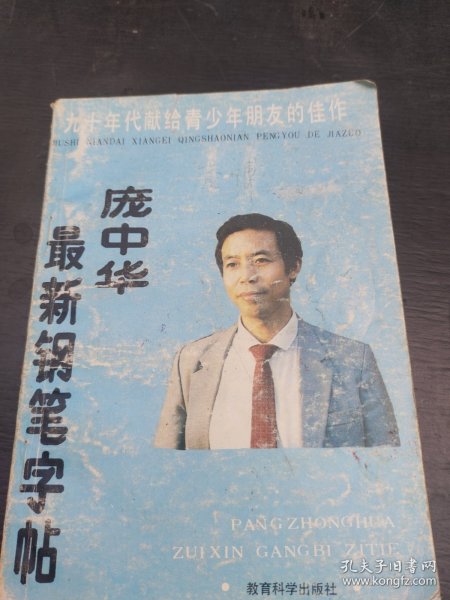 九十年代献给青少年朋友的佳作
JIUSHI NIANDAI XIANGEI QINGSHAONIAN PENGYOU DE JIAZUO
庞中华
最新钢笔字帖
PANGZHONGHUA
ZUIXIN GANGBI ZITIE
·教育科学出版社·
孔夫子旧书网
www.kongfz.com